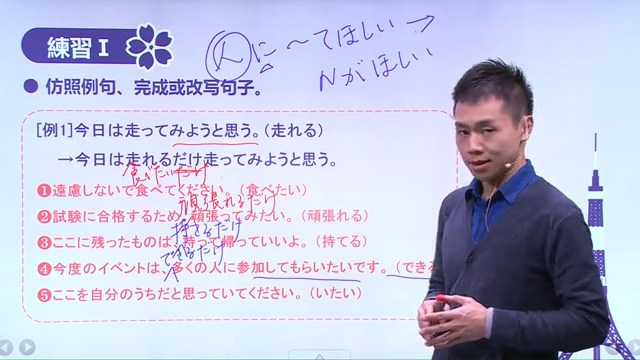 人に〜てほしい→
Nがほしい
練習Ⅰ
● 仿照例句、完成或改写句子。
[例1]今日は走ってみようと思う。(走れる)
→今日は走れるだけ走ってみようと思う。
食べたいだけ
❶遠慮しないで食べてください。(食べたい)
頑張れるだけ
❷試験に合格するため、頑張ってみたい。(頑張れる)
持てるだけ
❸ここに残ったものは、持って帰っていいよ。(持てる)
できるだけ
❹今度のイベントは、多くの人に参加してもらいたいです。(できる
❺ここを自分のうちだと思っていてください。(いたい)